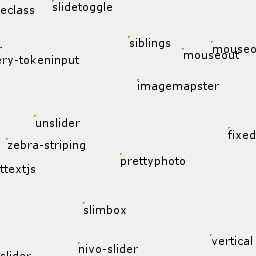 eclass
slidetoggle
siblings
mouseo
mouseout
ery-tokeninput
imagemapster
unslider
fixed
zebra-striping
prettyphoto
ttextjs
slimbox
vertical
nivo-slider
slider